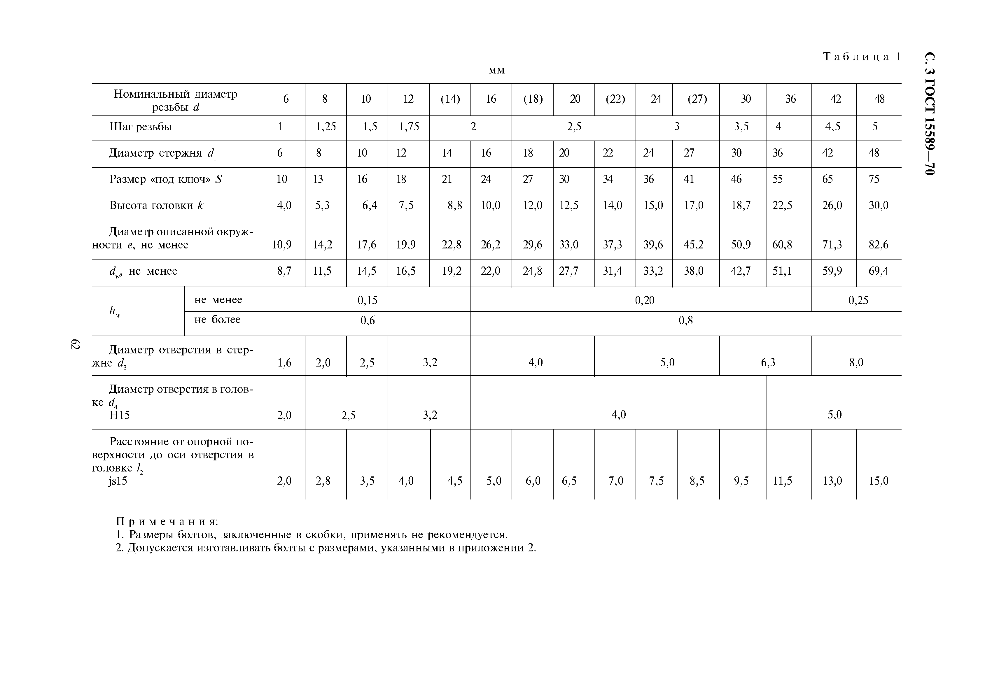 Таблица 1
мм
Номинальный диаметр
резьбы d 6 8 10 12 (14) 16 (18) 20 (22) 24 (27) 30 36 42 48
Шаг резьбы 1 1,25 1,5 1,75 2 2,5 3 3,5 4 4,5 5
Диаметр стержня d1 6 8 10 12 14 16 18 20 22 24 27 30 36 42 48
Размер «под ключ» S 10 13 16 18 21 24 27 30 34 36 41 46 55 65 75
Высота головки k 4,0 5,3 6,4 7,5 8,8 10,0 12,0 12,5 14,0 15,0 17,0 18,7 22,5 26,0 30,0
Диаметр описанной окруж-
ности e, не менее 10,9 14,2 17,6 19,9 22,8 26,2 29,6 33,0 37,3 39,6 45,2 50,9 60,8 71,3 82,6
dw, не менее 8,7 11,5 14,5 16,5 19,2 22,0 24,8 27,7 31,4 33,2 38,0 42,7 51,1 59,9 69,4
hw
не менее 0,15 0,20 0,25
не более 0,6 0,8
Диаметр отверстия в стер-
жне d3 1,6 2,0 2,5 3,2 4,0 5,0 6,3 8,0
Диаметр отверстия в голов-
ке d4
H15 2,0 2,5 3,2 4,0 5,0
Расстояние от опорной по-
верхности до оси отверстия в
головке l2
js15 2,0 2,8 3,5 4,0 4,5 5,0 6,0 6,5 7,0 7,5 8,5 9,5 11,5 13,0 15,0
Примечания:
1. Размеры болтов, заключенные в скобки, применять не рекомендуется.
2. Допускается изготавливать болты с размерами, указанными в приложении 2.
С. 3 ГОСТ 15589—70
62